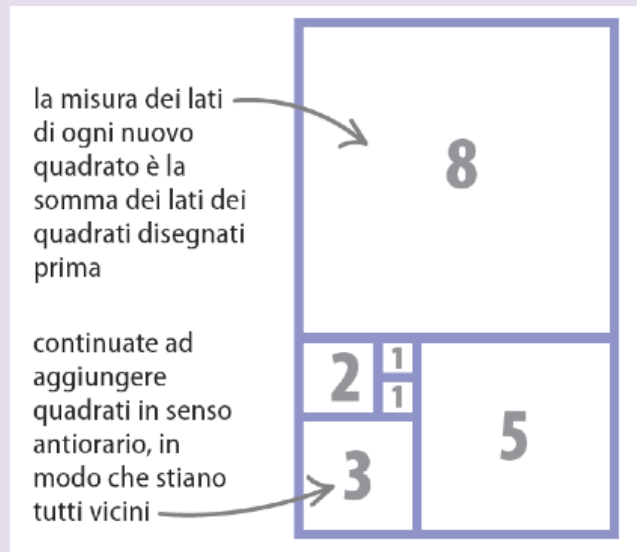 la misura dei lati
di ogni nuovo
quadrato è la
somma dei lati dei
quadrati disegnati
prima
8
continuate ad
aggiungere
quadrati in senso
antiorario, in
modo che stiano
tutti vicini
2
1
1
3
5